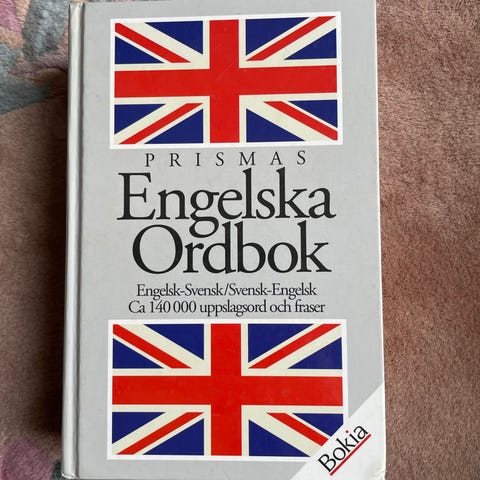 PRISMAS
Engelska
Ordbok
Engelsk-Svensk/Svensk-Engelsk
Ca 140 000 uppslagsord och fraser
Bokia